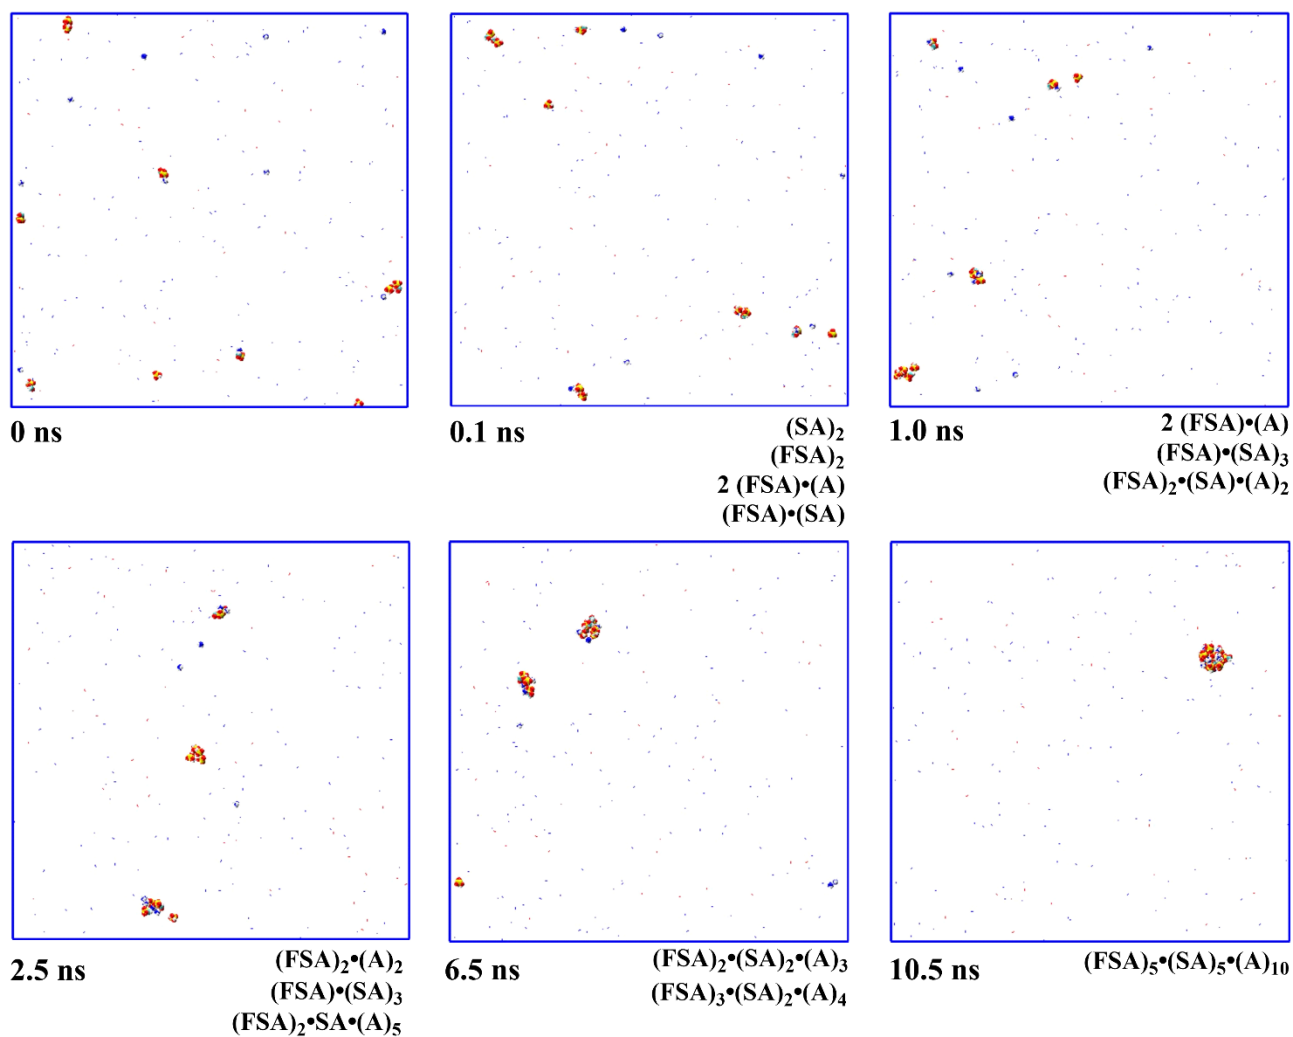 0 ns
0.1 ns
(SA)₂
(FSA)₂
2 (FSA)•(A)
(FSA)•(SA)
1.0 ns
2 (FSA)•(A)
(FSA)•(SA)₃
(FSA)₂•(SA)•(A)₂
2.5 ns
(FSA)₂•(A)₂
(FSA)•(SA)₃
(FSA)₂•SA•(A)₅
6.5 ns
(FSA)₂•(SA)₂•(A)₃
(FSA)₃•(SA)₂•(A)₄
10.5 ns
(FSA)₅•(SA)₅•(A)₁₀